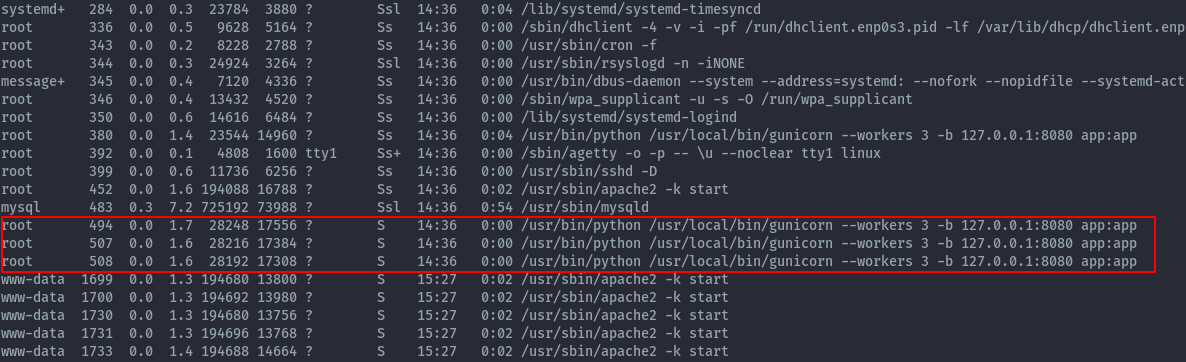 systemd+ 284 0.0 0.3 23784 3880 ? Ssl 14:36 0:04 /lib/systemd/systemd-timesyncd
root 336 0.0 0.5 9628 5164 ? Ss 14:36 0:00 /sbin/dhclient -4 -v -i -pf /run/dhclient.enp0s3.pid -lf /var/lib/dhcp/dhclient.enp
root 343 0.0 0.2 8228 2788 ? Ss 14:36 0:00 /usr/sbin/cron -f
root 344 0.0 0.3 24924 3264 ? Ssl 14:36 0:00 /usr/sbin/rsyslogd -n -iNONE
message+ 345 0.0 0.4 7120 4336 ? Ss 14:36 0:00 /usr/bin/dbus-daemon --system --address=systemd: --nofork --nopidfile --systemd-act
root 346 0.0 0.4 13432 4520 ? Ss 14:36 0:00 /sbin/wpa_supplicant -u -s -O /run/wpa_supplicant
root 350 0.0 0.6 14616 6484 ? Ss 14:36 0:00 /lib/systemd/systemd-logind
root 380 0.0 1.4 23544 14960 ? Ss 14:36 0:04 /usr/bin/python /usr/local/bin/gunicorn --workers 3 -b 127.0.0.1:8080 app:app
root 392 0.0 0.1 4808 1600 tty1 Ss+ 14:36 0:00 /sbin/agetty -o -p -- \u --noclear tty1 linux
root 399 0.0 0.6 11736 6256 ? Ss 14:36 0:00 /usr/sbin/sshd -D
root 452 0.0 1.6 194088 16788 ? Ss 14:36 0:02 /usr/sbin/apache2 -k start
mysql 483 0.3 7.2 725192 73988 ? Ssl 14:36 0:54 /usr/sbin/mysqld
root 494 0.0 1.7 28248 17556 ? S 14:36 0:00 /usr/bin/python /usr/local/bin/gunicorn --workers 3 -b 127.0.0.1:8080 app:app
root 507 0.0 1.6 28216 17384 ? S 14:36 0:00 /usr/bin/python /usr/local/bin/gunicorn --workers 3 -b 127.0.0.1:8080 app:app
root 508 0.0 1.6 28192 17308 ? S 14:36 0:00 /usr/bin/python /usr/local/bin/gunicorn --workers 3 -b 127.0.0.1:8080 app:app
www-data 1699 0.0 1.3 194680 13800 ? S 15:27 0:02 /usr/sbin/apache2 -k start
www-data 1700 0.0 1.3 194692 13980 ? S 15:27 0:02 /usr/sbin/apache2 -k start
www-data 1730 0.0 1.3 194680 13756 ? S 15:27 0:02 /usr/sbin/apache2 -k start
www-data 1731 0.0 1.3 194696 13768 ? S 15:27 0:02 /usr/sbin/apache2 -k start
www-data 1733 0.0 1.4 194688 14664 ? S 15:27 0:02 /usr/sbin/apache2 -k start